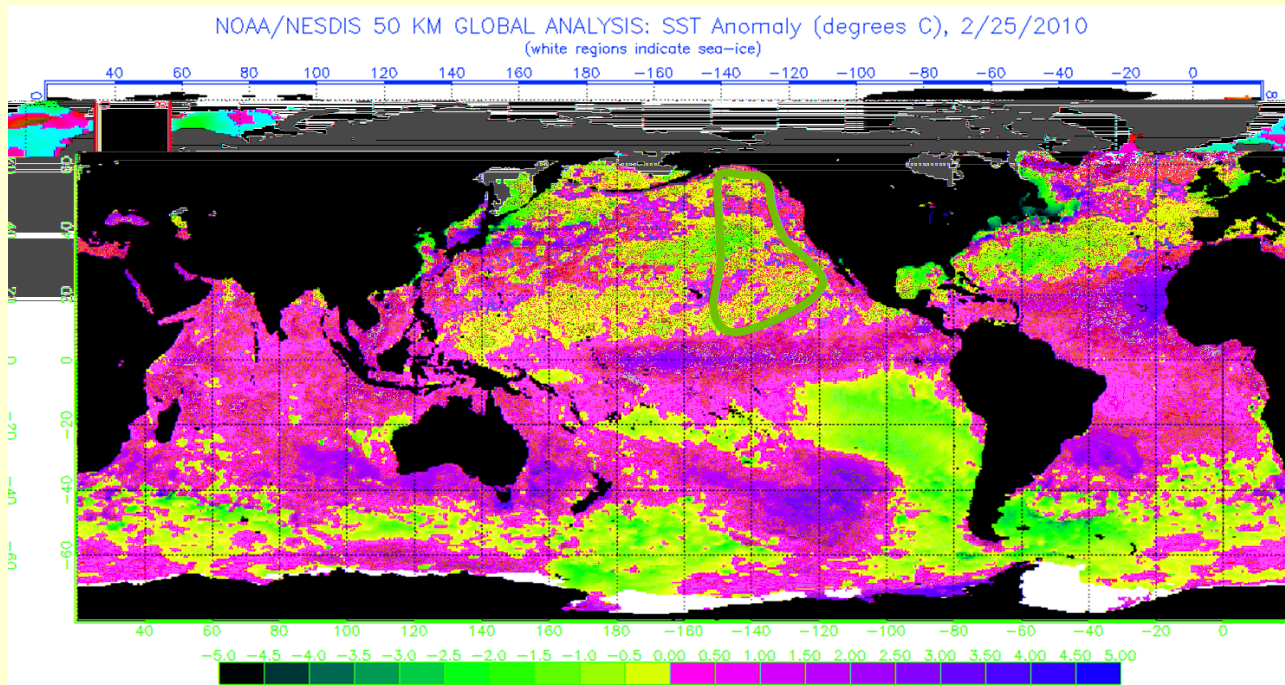 NOAA/NESDIS 50 KM GLOBAL ANALYSIS: SST Anomaly (degrees C), 2/25/2010
(white regions indicate sea-ice)
40 60 80 100 120 140 160 180 -160 -140 -120 -100 -80 -60 -40 -20 0
60
40
20
0
-20
-40
-60
40 60 80 100 120 140 160 180 -160 -140 -120 -100 -80 -60 -40 -20 0
-5.0 -4.5 -4.0 -3.5 -3.0 -2.5 -2.0 -1.5 -1.0 -0.5 0.00 0.50 1.00 1.50 2.00 2.50 3.00 3.50 4.00 4.50 5.00